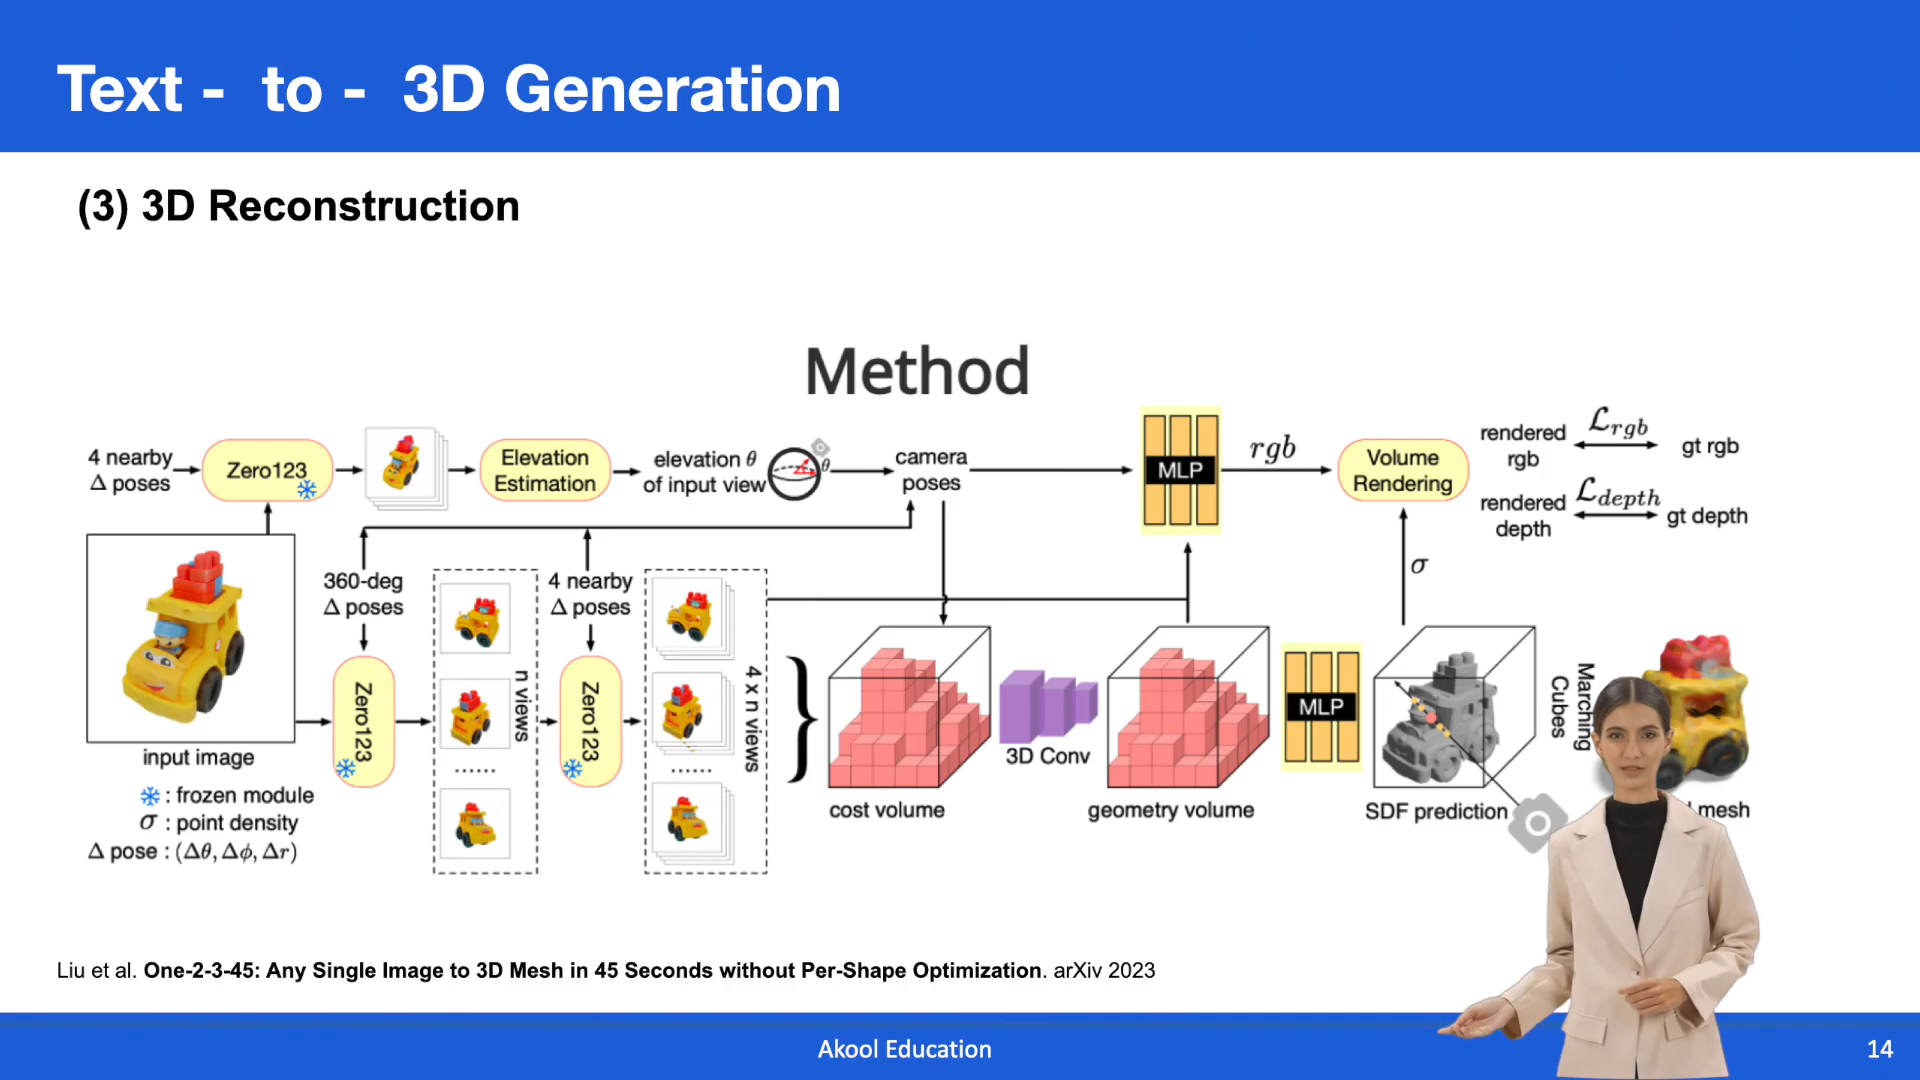 Text - to - 3D Generation
(3) 3D Reconstruction
Method
4 nearby
Δ poses
Zero123
Elevation
Estimation
elevation θ
of input view
θ
camera
poses
MLP
rgb
Volume
Rendering
rendered
rgb
ℒrgb
gt rgb
rendered
depth
ℒdepth
gt depth
360-deg
Δ poses
4 nearby
Δ poses
σ
Zero123
n views
Zero123
4 x n views
......
......
3D Conv
MLP
Marching
Cubes
input image
cost volume
geometry volume
SDF prediction
mesh
: frozen module
σ : point density
Δ pose : (Δθ, Δϕ, Δr)
Liu et al. One-2-3-45: Any Single Image to 3D Mesh in 45 Seconds without Per-Shape Optimization. arXiv 2023
Akool Education
14